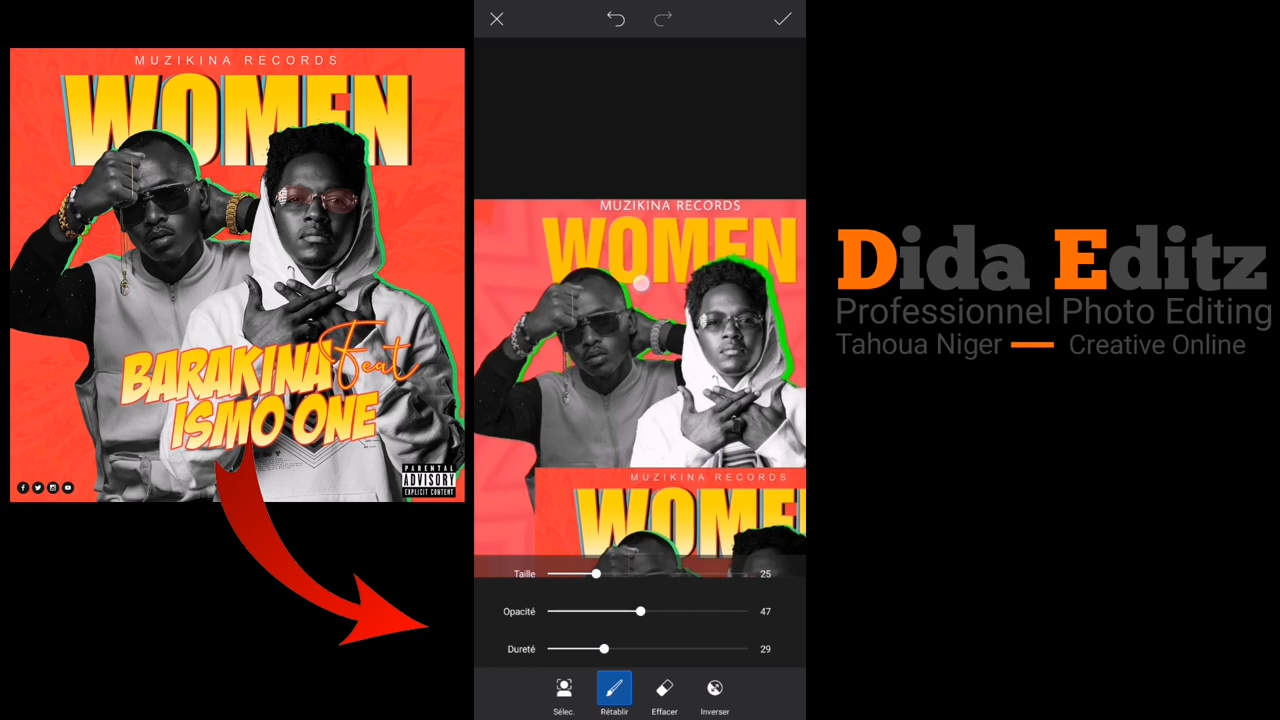 MUZIKINA RECORDS
WOMEN
BARAKINA Feat
ISMO ONE
PARENTAL
ADVISORY
EXPLICIT CONTENT
MUZIKINA RECORDS
WOMEN
MUZIKINA RECORDS
WOMEN
Taille 25
Opacité 47
Dureté 29
Sélec. Rétablir Effacer Inverser
Dida Editz
Professionnel Photo Editing
Tahoua Niger — Creative Online